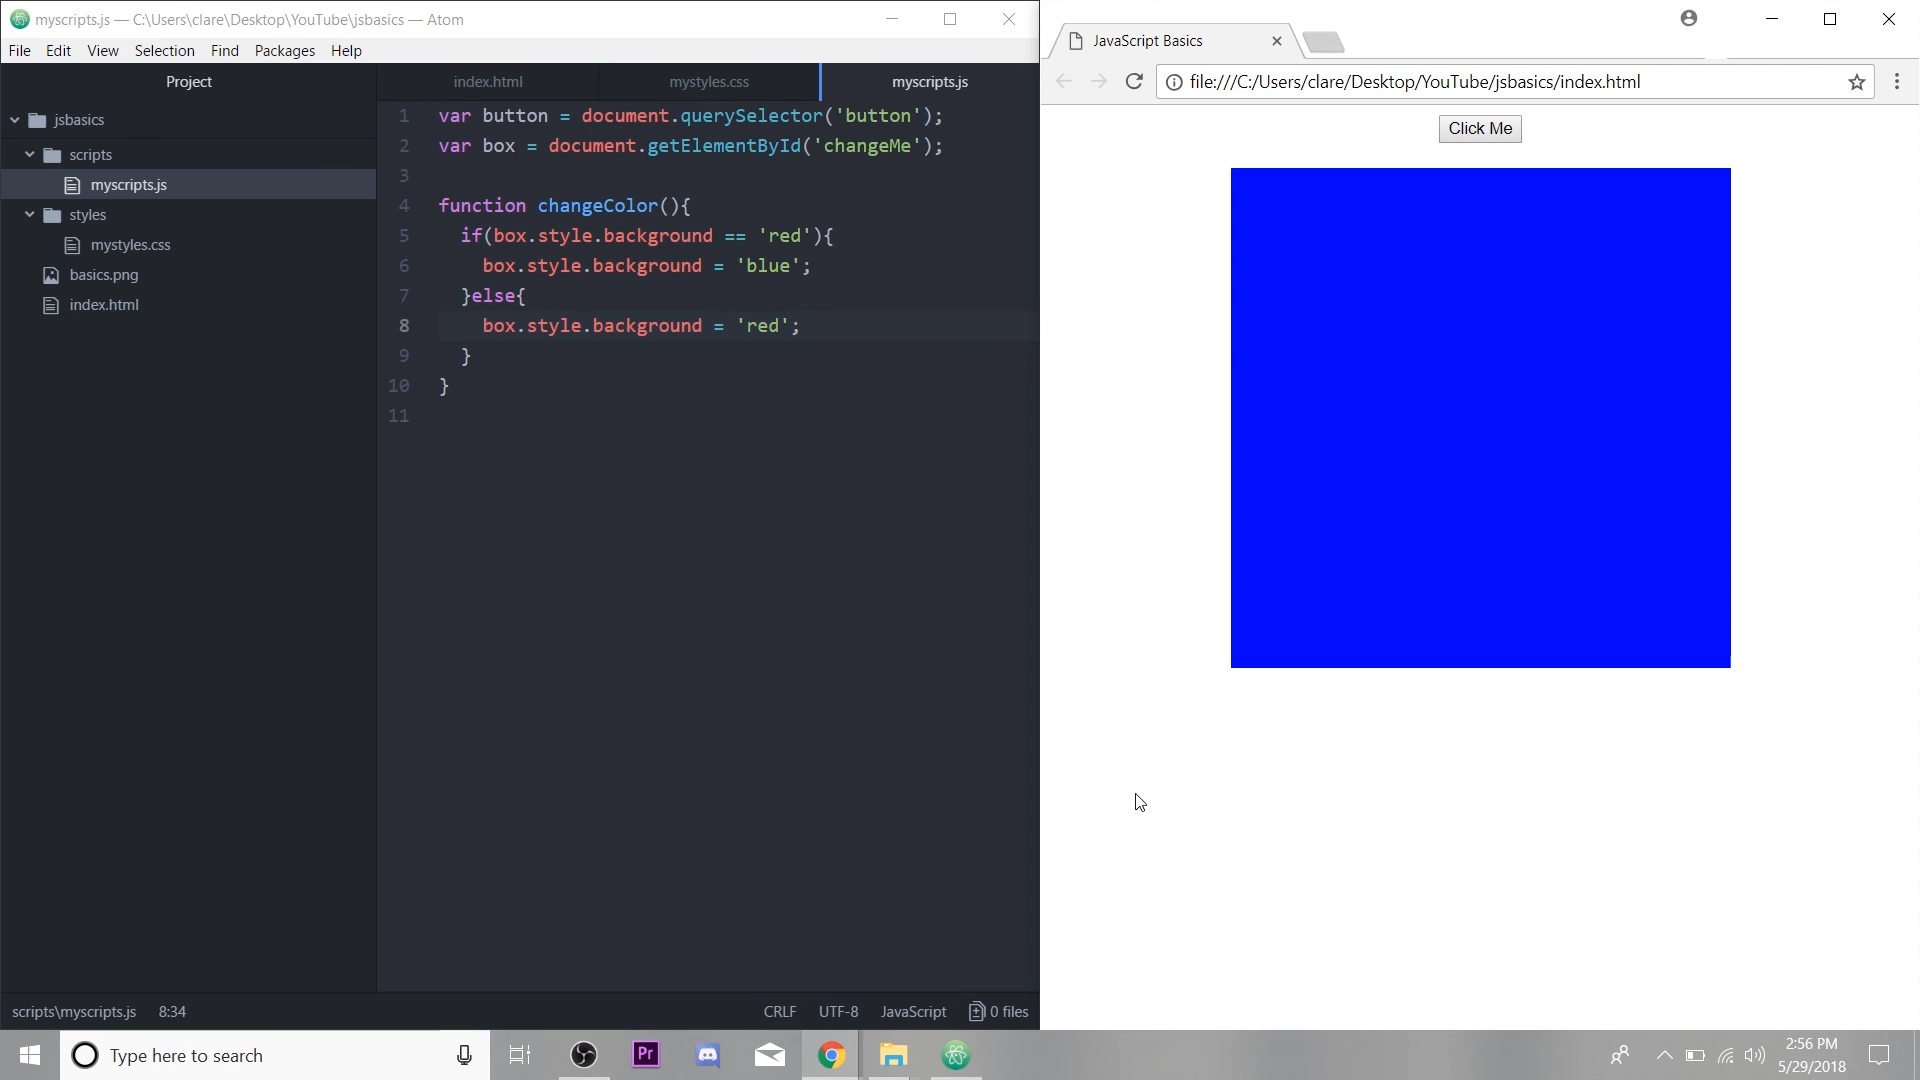 myscripts.js — C:\Users\clare\Desktop\YouTube\jsbasics — Atom
File Edit View Selection Find Packages Help
Project
jsbasics
scripts
myscripts.js
styles
mystyles.css
basics.png
index.html
index.html mystyles.css myscripts.js
1 var button = document.querySelector('button');
2 var box = document.getElementById('changeMe');
3
4 function changeColor(){
5 if(box.style.background == 'red'){
6 box.style.background = 'blue';
7 }else{
8 box.style.background = 'red';
9 }
10 }
11
scripts\myscripts.js 8:34 CRLF UTF-8 JavaScript 0 files
JavaScript Basics
file:///C:/Users/clare/Desktop/YouTube/jsbasics/index.html
Click Me
Type here to search
Pr
2:56 PM
5/29/2018